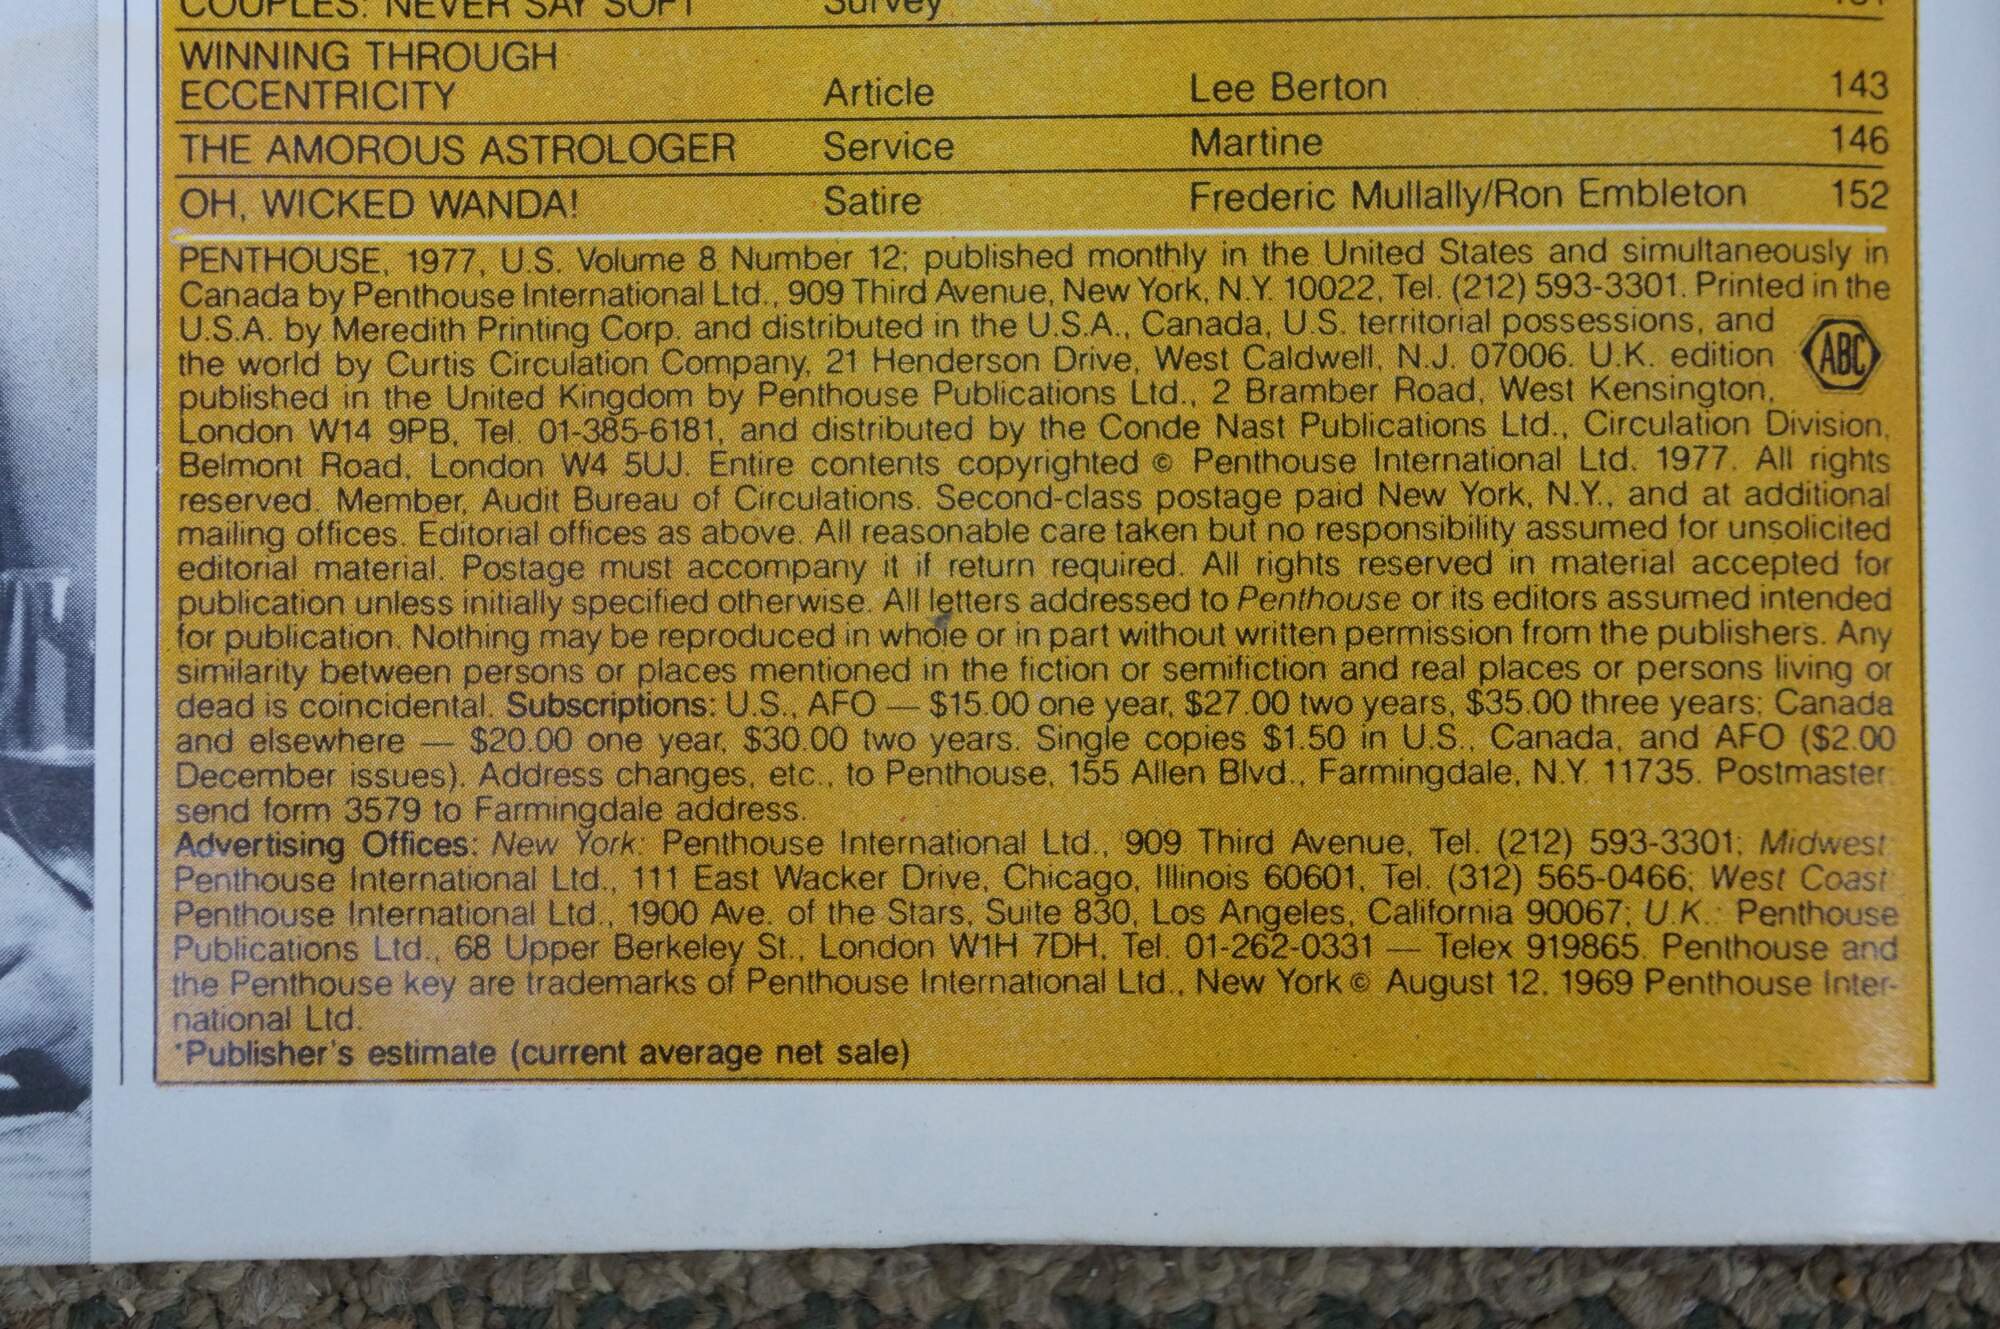 COUPLES: NEVER SAY SOFT Survey
WINNING THROUGH
ECCENTRICITY Article Lee Berton 143
THE AMOROUS ASTROLOGER Service Martine 146
OH, WICKED WANDA! Satire Frederic Mullally/Ron Embleton 152
PENTHOUSE, 1977, U.S. Volume 8 Number 12; published monthly in the United States and simultaneously in
Canada by Penthouse International Ltd., 909 Third Avenue, New York, N.Y. 10022, Tel. (212) 593-3301. Printed in the
U.S.A. by Meredith Printing Corp. and distributed in the U.S.A., Canada, U.S. territorial possessions, and
the world by Curtis Circulation Company, 21 Henderson Drive, West Caldwell, N.J. 07006. U.K. edition
ABC
published in the United Kingdom by Penthouse Publications Ltd., 2 Bramber Road, West Kensington,
London W14 9PB, Tel. 01-385-6181, and distributed by the Conde Nast Publications Ltd., Circulation Division,
Belmont Road, London W4 5UJ. Entire contents copyrighted © Penthouse International Ltd. 1977. All rights
reserved. Member, Audit Bureau of Circulations. Second-class postage paid New York, N.Y., and at additional
mailing offices. Editorial offices as above. All reasonable care taken but no responsibility assumed for unsolicited
editorial material. Postage must accompany it if return required. All rights reserved in material accepted for
publication unless initially specified otherwise. All letters addressed to Penthouse or its editors assumed intended
for publication. Nothing may be reproduced in whole or in part without written permission from the publishers. Any
similarity between persons or places mentioned in the fiction or semifiction and real places or persons living or
dead is coincidental. Subscriptions: U.S., AFO — $15.00 one year, $27.00 two years, $35.00 three years; Canada
and elsewhere — $20.00 one year, $30.00 two years. Single copies $1.50 in U.S., Canada, and AFO ($2.00
December issues). Address changes, etc., to Penthouse, 155 Allen Blvd., Farmingdale, N.Y. 11735. Postmaster:
send form 3579 to Farmingdale address.
Advertising Offices: New York: Penthouse International Ltd., 909 Third Avenue, Tel. (212) 593-3301; Midwest:
Penthouse International Ltd., 111 East Wacker Drive, Chicago, Illinois 60601, Tel. (312) 565-0466; West Coast:
Penthouse International Ltd., 1900 Ave. of the Stars, Suite 830, Los Angeles, California 90067; U.K.: Penthouse
Publications Ltd., 68 Upper Berkeley St., London W1H 7DH, Tel. 01-262-0331 — Telex 919865. Penthouse and
the Penthouse key are trademarks of Penthouse International Ltd., New York © August 12, 1969 Penthouse Inter-
national Ltd.
*Publisher's estimate (current average net sale)